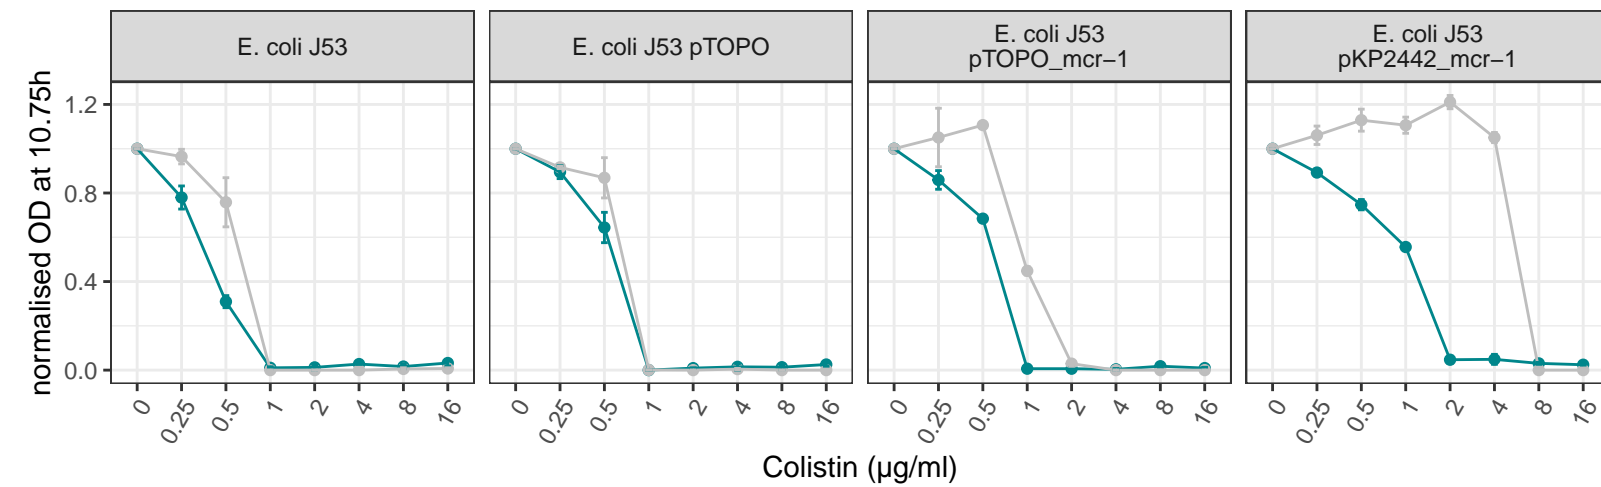 E. coli J53
E. coli J53 pTOPO
E. coli J53
pTOPO_mcr−1
E. coli J53
pKP2442_mcr−1
normalised OD at 10.75h
1.2
0.8
0.4
0.0
0 0.25 0.5 1 2 4 8 16
0 0.25 0.5 1 2 4 8 16
0 0.25 0.5 1 2 4 8 16
0 0.25 0.5 1 2 4 8 16
Colistin (μg/ml)